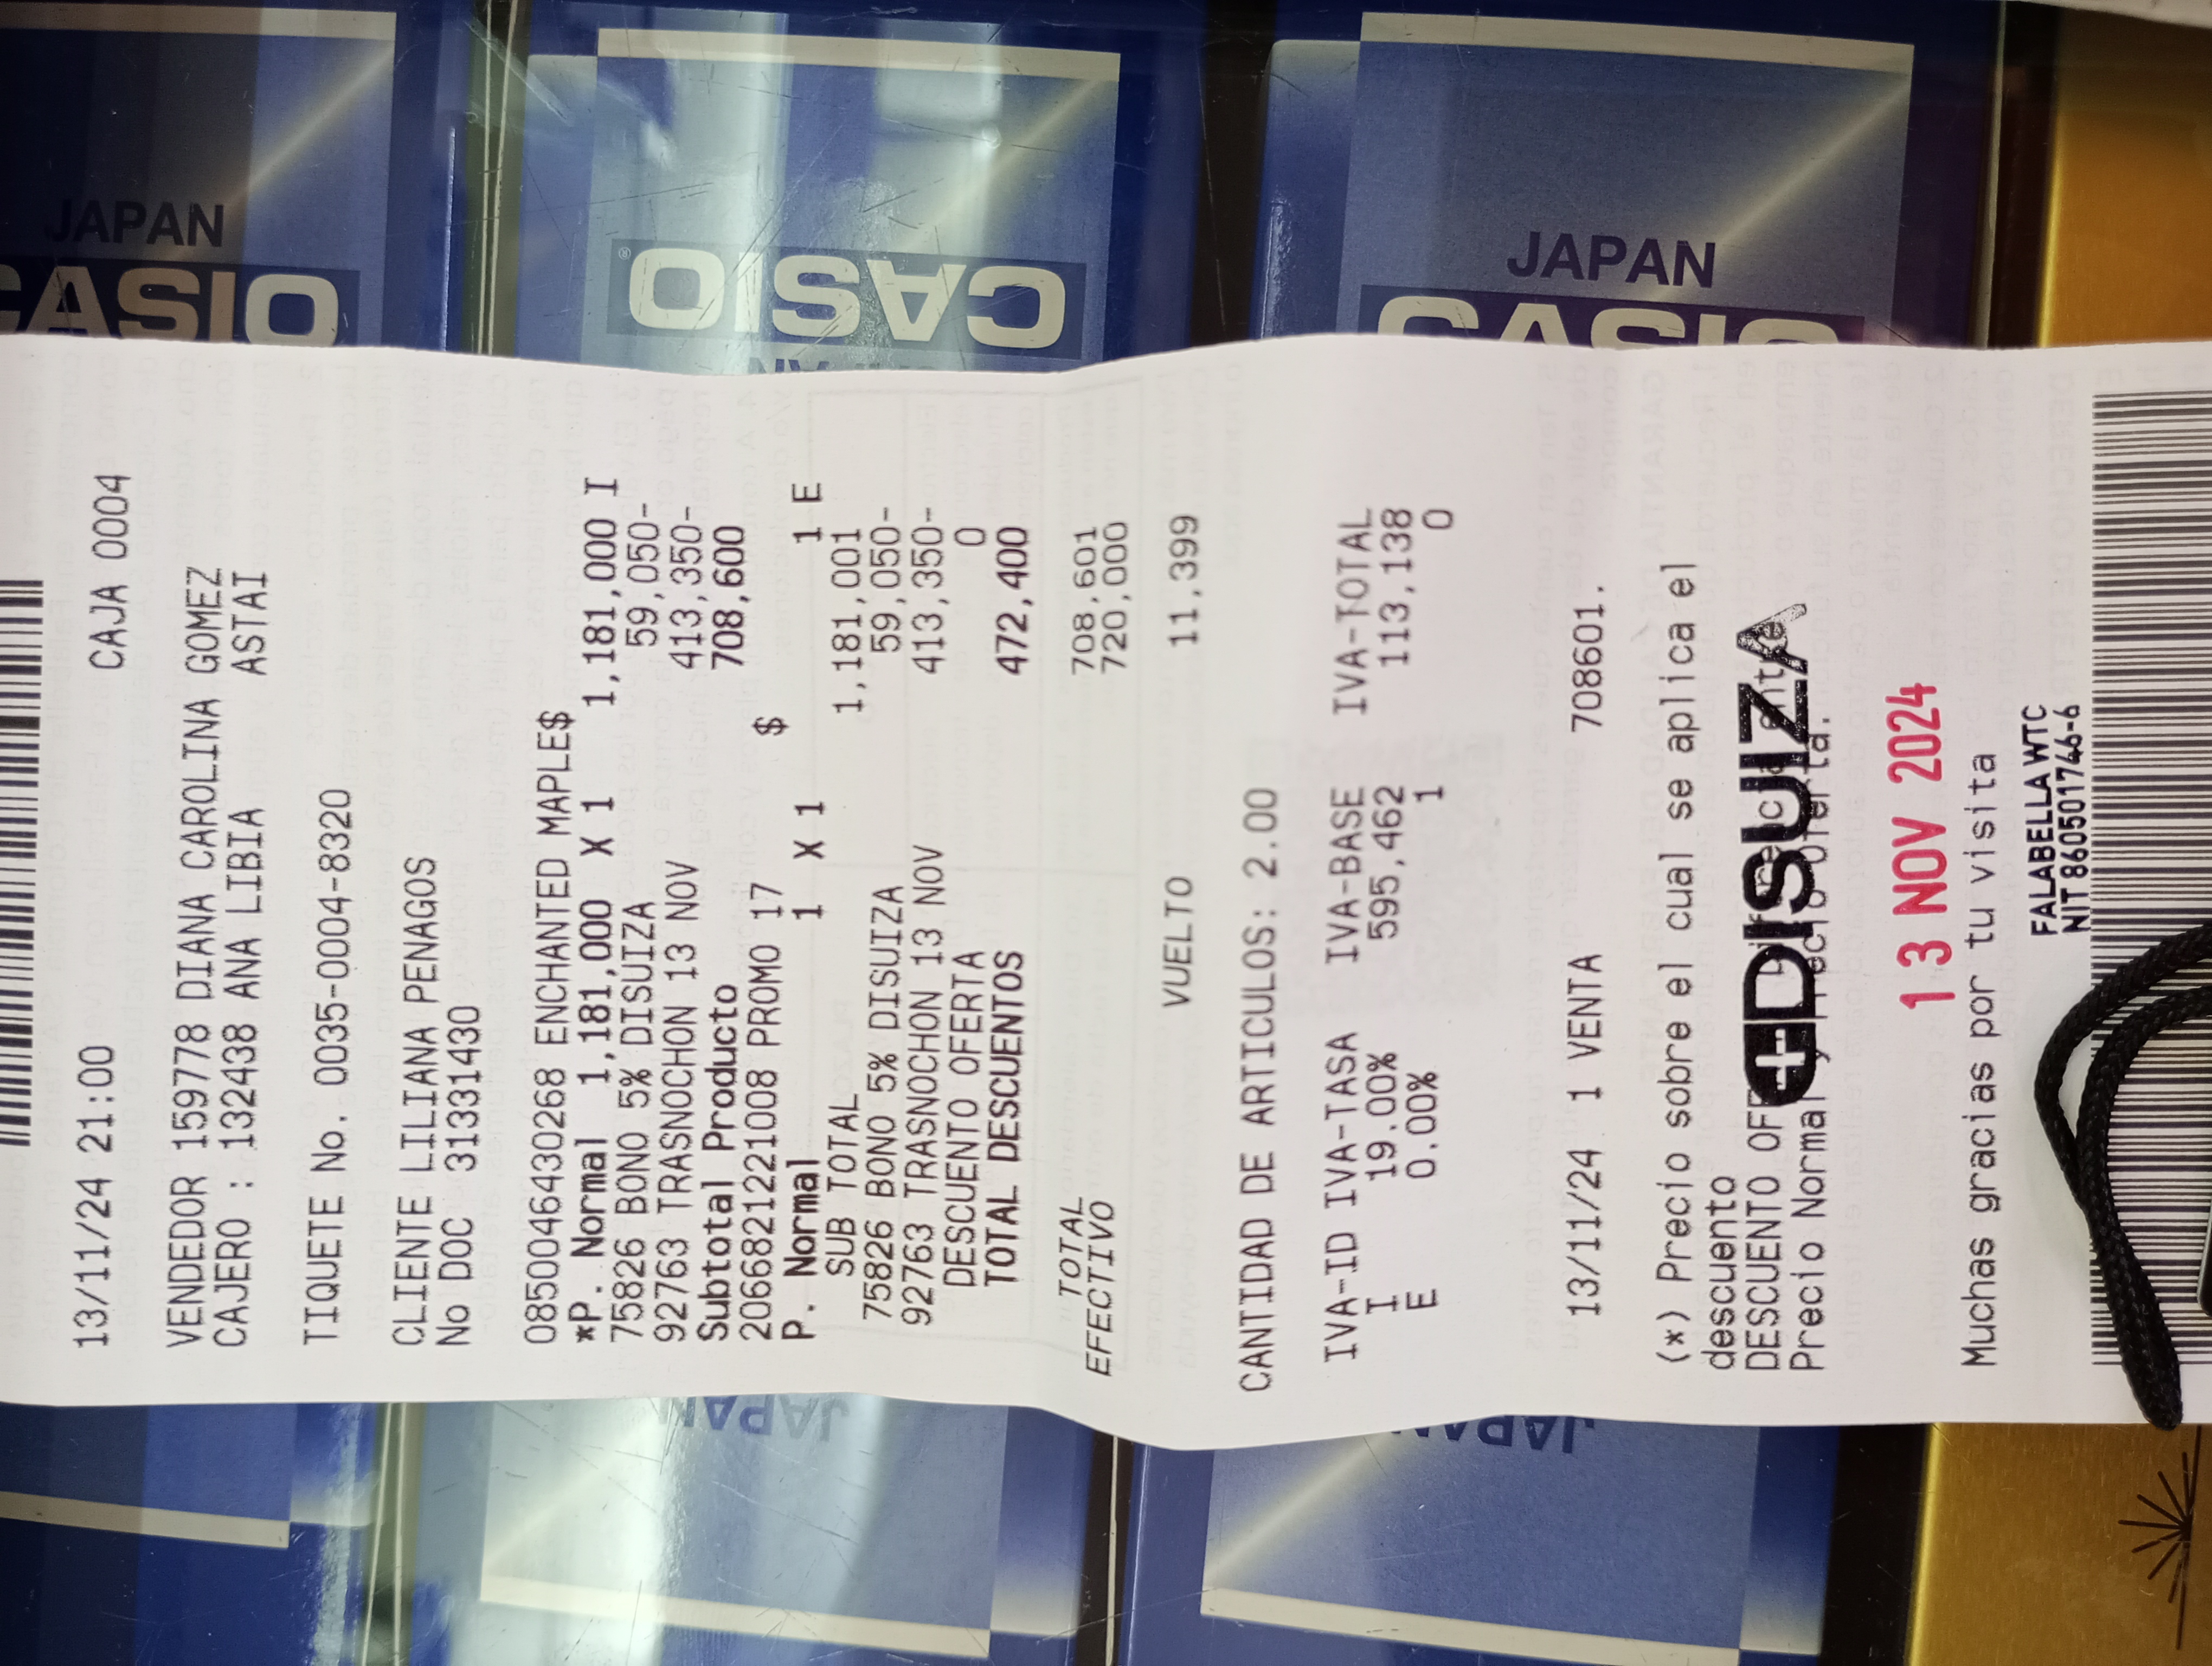 13/11/24 21:00 CAJA 0004
VENDEDOR 159778 DIANA CAROLINA GOMEZ
CAJERO : 132438 ANA LIBIA ASTAI
TIQUETE No. 0035-0004-8320
CLIENTE LILIANA PENAGOS
No DOC 31331430
0850046430268 ENCHANTED MAPLE$
*P. Normal 1,181,000 X 1 1,181,000 I
75826 BONO 5% DISUIZA 59,050-
92763 TRASNOCHON 13 NOV 413,350-
Subtotal Producto 708,600
2066821221008 PROMO 17 $
P. Normal 1 X 1 1 E
SUB TOTAL 1,181,001
75826 BONO 5% DISUIZA 59,050-
92763 TRASNOCHON 13 NOV 413,350-
DESCUENTO OFERTA 0
TOTAL DESCUENTOS 472,400
TOTAL 708,601
EFECTIVO 720,000
VUELTO 11,399
CANTIDAD DE ARTICULOS: 2.00
IVA-ID IVA-TASA IVA-BASE IVA-TOTAL
I 19.00% 595,462 113,138
E 0.00% 1 0
13/11/24 1 VENTA 708601.
(*) Precio sobre el cual se aplica el
descuento
DESCUENTO
Precio Normal y
DISUIZA
13 NOV 2024
Muchas gracias por tu visita
FALABELLA WTC
NIT 860501746-6
JAPAN
CASIO
CASIO
JAPAN
CASIO
JAPAN
JAPAN